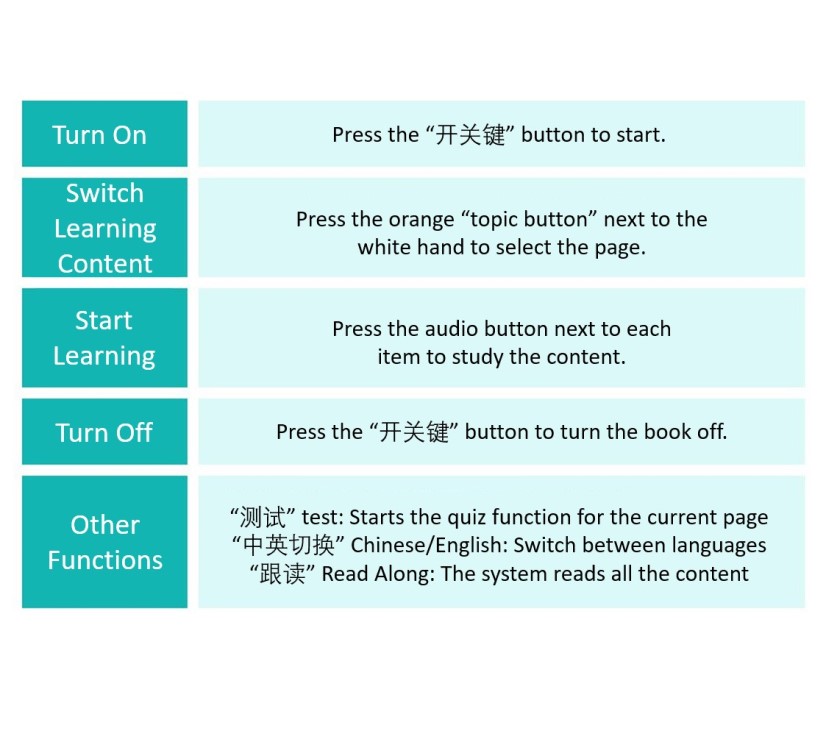 Turn On
Press the “开关键” button to start.
Switch
Learning
Content
Press the orange “topic button” next to the
white hand to select the page.
Start
Learning
Press the audio button next to each
item to study the content.
Turn Off
Press the “开关键” button to turn the book off.
Other
Functions
“测试” test: Starts the quiz function for the current page
“中英切换” Chinese/English: Switch between languages
“跟读” Read Along: The system reads all the content